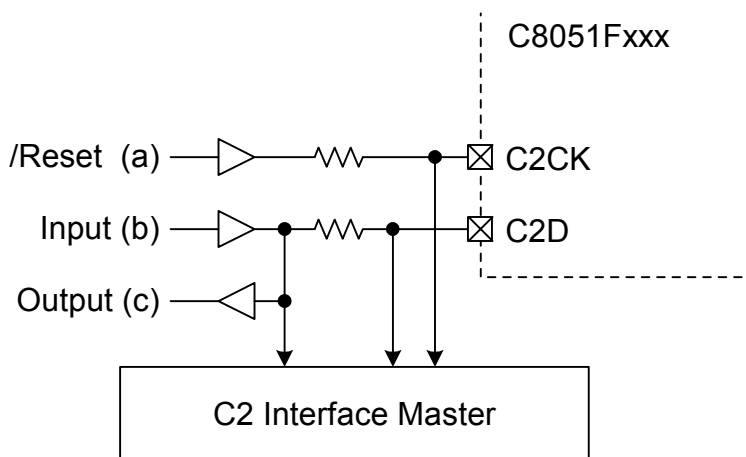 C8051Fxxx
/Reset (a)
C2CK
Input (b)
C2D
Output (c)
C2 Interface Master